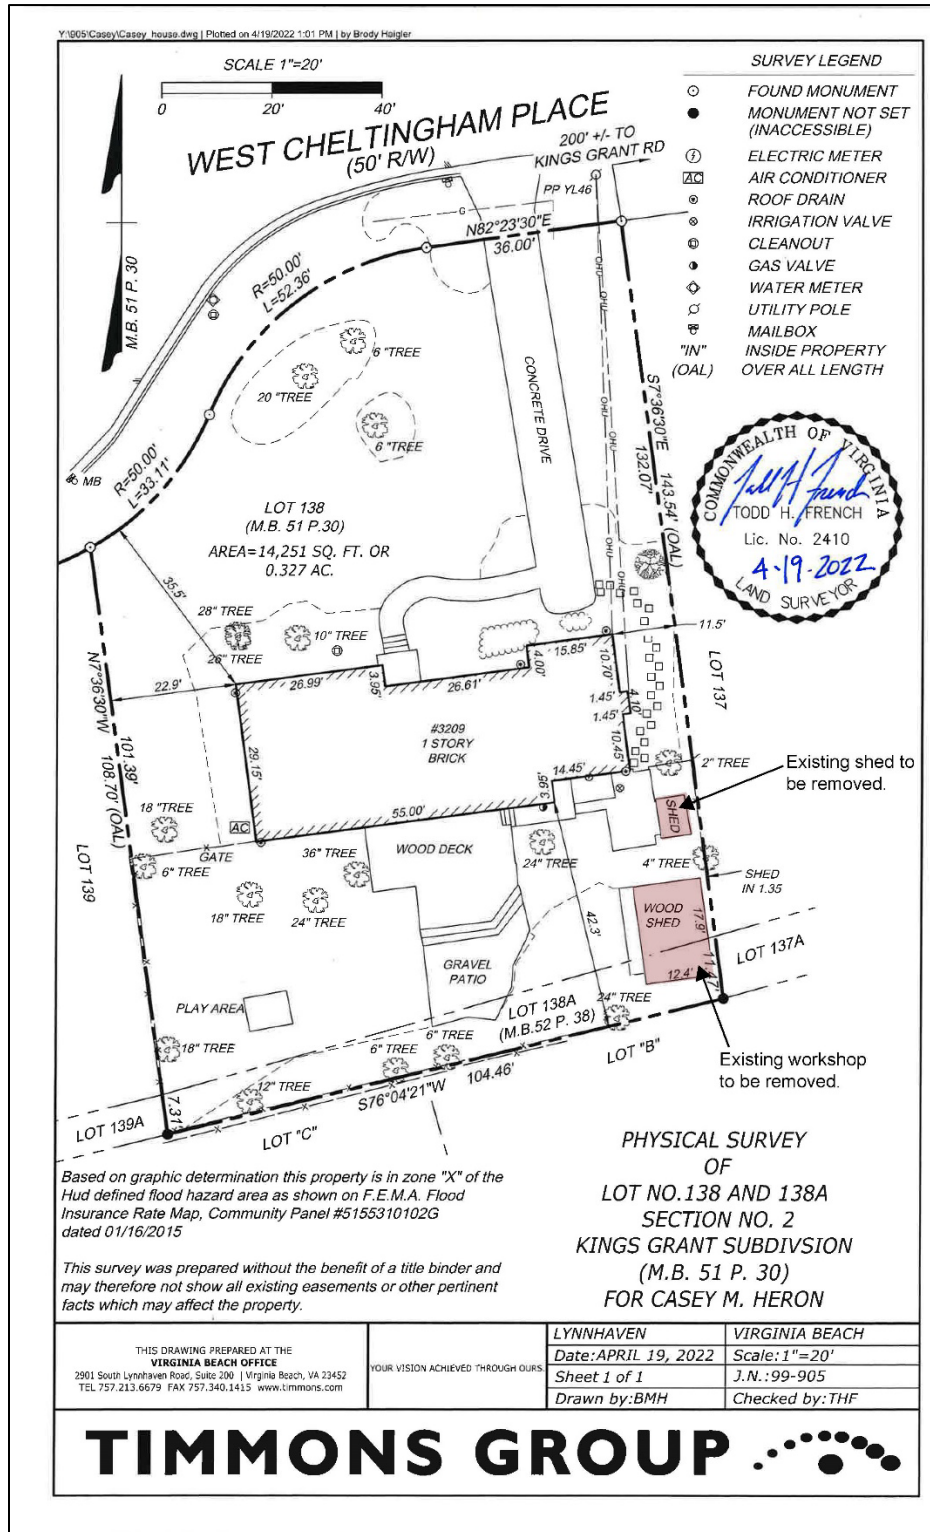 Y:\905\Casey\Casey_house.dwg | Plotted on 4/19/2022 1:01 PM | by Brody Haigler
SCALE 1"=20'
0 20' 40'
SURVEY LEGEND
FOUND MONUMENT
MONUMENT NOT SET
(INACCESSIBLE)
ELECTRIC METER
AC AIR CONDITIONER
ROOF DRAIN
IRRIGATION VALVE
CLEANOUT
GAS VALVE
WATER METER
UTILITY POLE
MAILBOX
"IN" INSIDE PROPERTY
(OAL) OVER ALL LENGTH
WEST CHELTINGHAM PLACE
(50' R/W)
200' +/- TO
KINGS GRANT RD
PP YL46
M.B. 51 P. 30
G
N82°23'30"E
36.00'
R=50.00'
L=52.36'
OHU
OHU
OHU
OHU
OHU
OHU
6 "TREE
20 "TREE
6 "TREE
CONCRETE DRIVE
S7°36'30"E
132.07'
143.54' (OAL)
COMMONWEALTH OF VIRGINIA
Todd H French
TODD H. FRENCH
Lic. No. 2410
4-19-2022
LAND SURVEYOR
MB
R=50.00'
L=33.11'
LOT 138
(M.B. 51 P.30)
AREA=14,251 SQ. FT. OR
0.327 AC.
35.5'
28" TREE
26" TREE
10" TREE
11.5'
LOT 137
22.9'
N7°36'30"W
101.39'
108.70' (OAL)
26.99'
3.95'
26.61'
4.00'
15.85'
10.70'
1.45'
4.10'
1.45'
10.45'
29.15'
#3209
1 STORY
BRICK
14.45'
3.95'
55.00'
2" TREE
Existing shed to
be removed.
SHED
18 "TREE
AC
GATE
6" TREE
LOT 139
36" TREE
WOOD DECK
24" TREE
4" TREE
SHED
IN 1.35
18" TREE
24" TREE
42.3'
WOOD
SHED
17.9'
12.4'
11.47'
LOT 137A
GRAVEL
PATIO
PLAY AREA
LOT 138A
(M.B.52 P. 38)
24" TREE
18" TREE
6" TREE
6" TREE
LOT "B"
Existing workshop
to be removed.
12" TREE
S76°04'21"W
104.46'
7.31'
LOT 139A
LOT "C"
Based on graphic determination this property is in zone "X" of the
Hud defined flood hazard area as shown on F.E.M.A. Flood
Insurance Rate Map, Community Panel #5155310102G
dated 01/16/2015
This survey was prepared without the benefit of a title binder and
may therefore not show all existing easements or other pertinent
facts which may affect the property.
PHYSICAL SURVEY
OF
LOT NO.138 AND 138A
SECTION NO. 2
KINGS GRANT SUBDIVSION
(M.B. 51 P. 30)
FOR CASEY M. HERON
THIS DRAWING PREPARED AT THE
VIRGINIA BEACH OFFICE
2901 South Lynnhaven Road, Suite 200 | Virginia Beach, VA 23452
TEL 757.213.6679 FAX 757.340.1415 www.timmons.com
YOUR VISION ACHIEVED THROUGH OURS.
LYNNHAVEN VIRGINIA BEACH
Date:APRIL 19, 2022 Scale:1"=20'
Sheet 1 of 1 J.N.:99-905
Drawn by:BMH Checked by:THF
TIMMONS GROUP